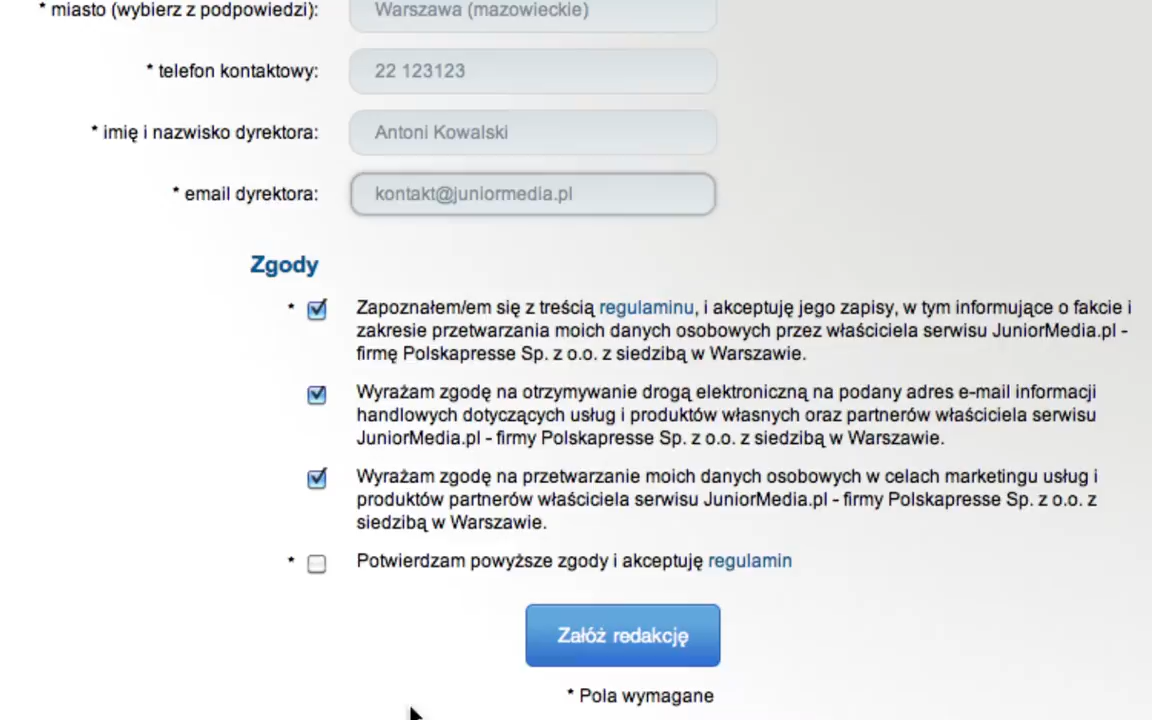 * miasto (wybierz z podpowiedzi): Warszawa (mazowieckie)
* telefon kontaktowy: 22 123123
* imię i nazwisko dyrektora: Antoni Kowalski
* email dyrektora: kontakt@juniormedia.pl
Zgody
* Zapoznałem/em się z treścią regulaminu, i akceptuję jego zapisy, w tym informujące o fakcie i
zakresie przetwarzania moich danych osobowych przez właściciela serwisu JuniorMedia.pl -
firmę Polskapresse Sp. z o.o. z siedzibą w Warszawie.
Wyrażam zgodę na otrzymywanie drogą elektroniczną na podany adres e-mail informacji
handlowych dotyczących usług i produktów własnych oraz partnerów właściciela serwisu
JuniorMedia.pl - firmy Polskapresse Sp. z o.o. z siedzibą w Warszawie.
Wyrażam zgodę na przetwarzanie moich danych osobowych w celach marketingu usług i
produktów partnerów właściciela serwisu JuniorMedia.pl - firmy Polskapresse Sp. z o.o. z
siedzibą w Warszawie.
* Potwierdzam powyższe zgody i akceptuję regulamin
Załóż redakcję
* Pola wymagane